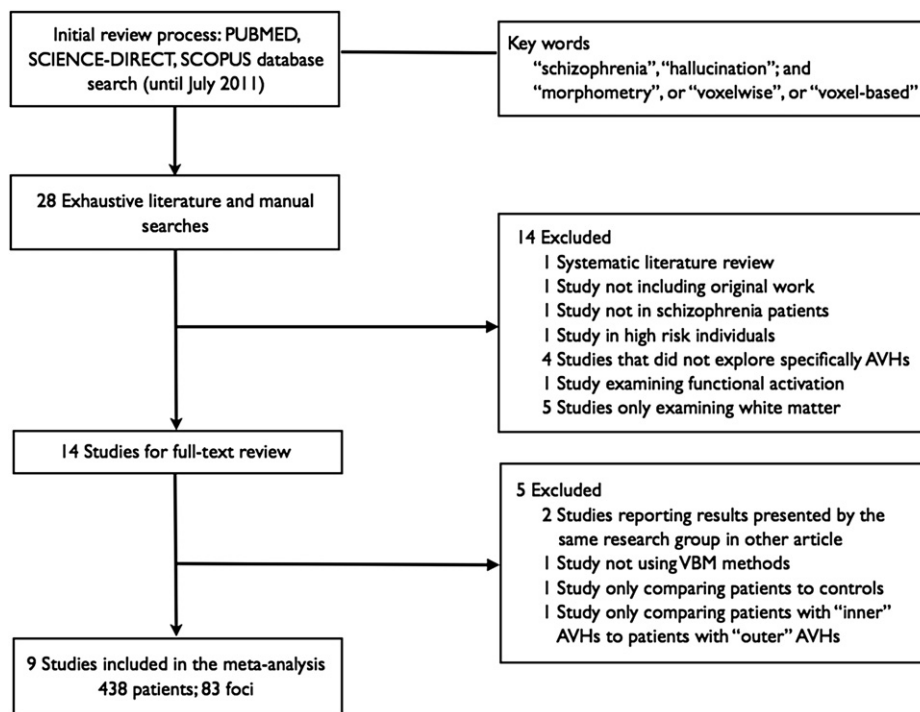 Initial review process: PUBMED,
SCIENCE-DIRECT, SCOPUS database
search (until July 2011)
Key words
“schizophrenia”, “hallucination”; and
“morphometry”, or “voxelwise”, or “voxel-based”
28 Exhaustive literature and manual
searches
14 Excluded
1 Systematic literature review
1 Study not including original work
1 Study not in schizophrenia patients
1 Study in high risk individuals
4 Studies that did not explore specifically AVHs
1 Study examining functional activation
5 Studies only examining white matter
14 Studies for full-text review
5 Excluded
2 Studies reporting results presented by the
same research group in other article
1 Study not using VBM methods
1 Study only comparing patients to controls
1 Study only comparing patients with “inner”
AVHs to patients with “outer” AVHs
9 Studies included in the meta-analysis
438 patients; 83 foci